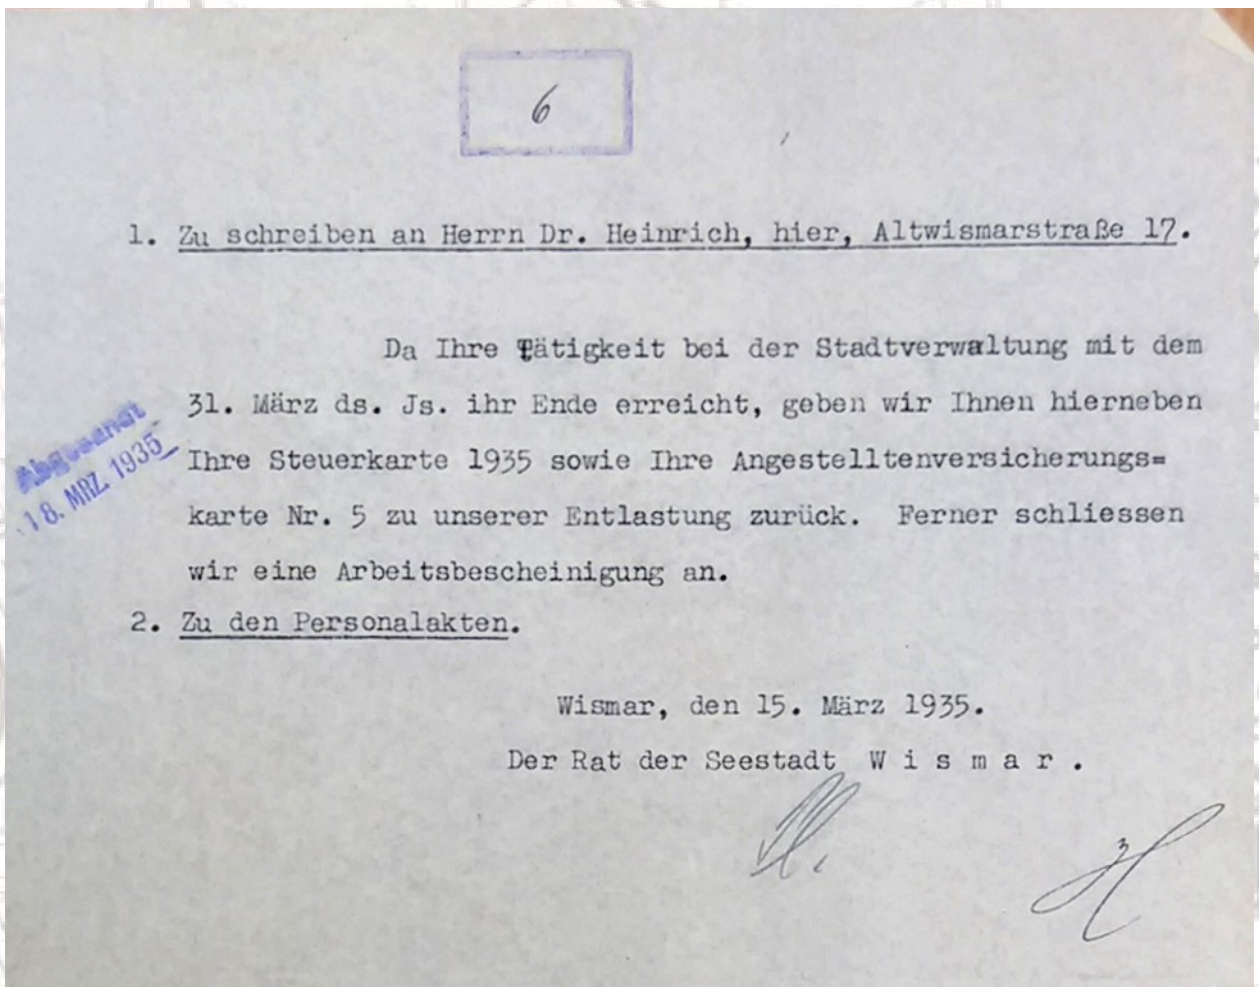 6
1. Zu schreiben an Herrn Dr. Heinrich, hier, Altwismarstraße 17.
Da Ihre Tätigkeit bei der Stadtverwaltung mit dem
31. März ds. Js. ihr Ende erreicht, geben wir Ihnen hierneben
Abgesandt
18. MRZ. 1935
Ihre Steuerkarte 1935 sowie Ihre Angestelltenversicherungs=
karte Nr. 5 zu unserer Entlastung zurück. Ferner schliessen
wir eine Arbeitsbescheinigung an.
2. Zu den Personalakten.
Wismar, den 15. März 1935.
Der Rat der Seestadt W i s m a r .